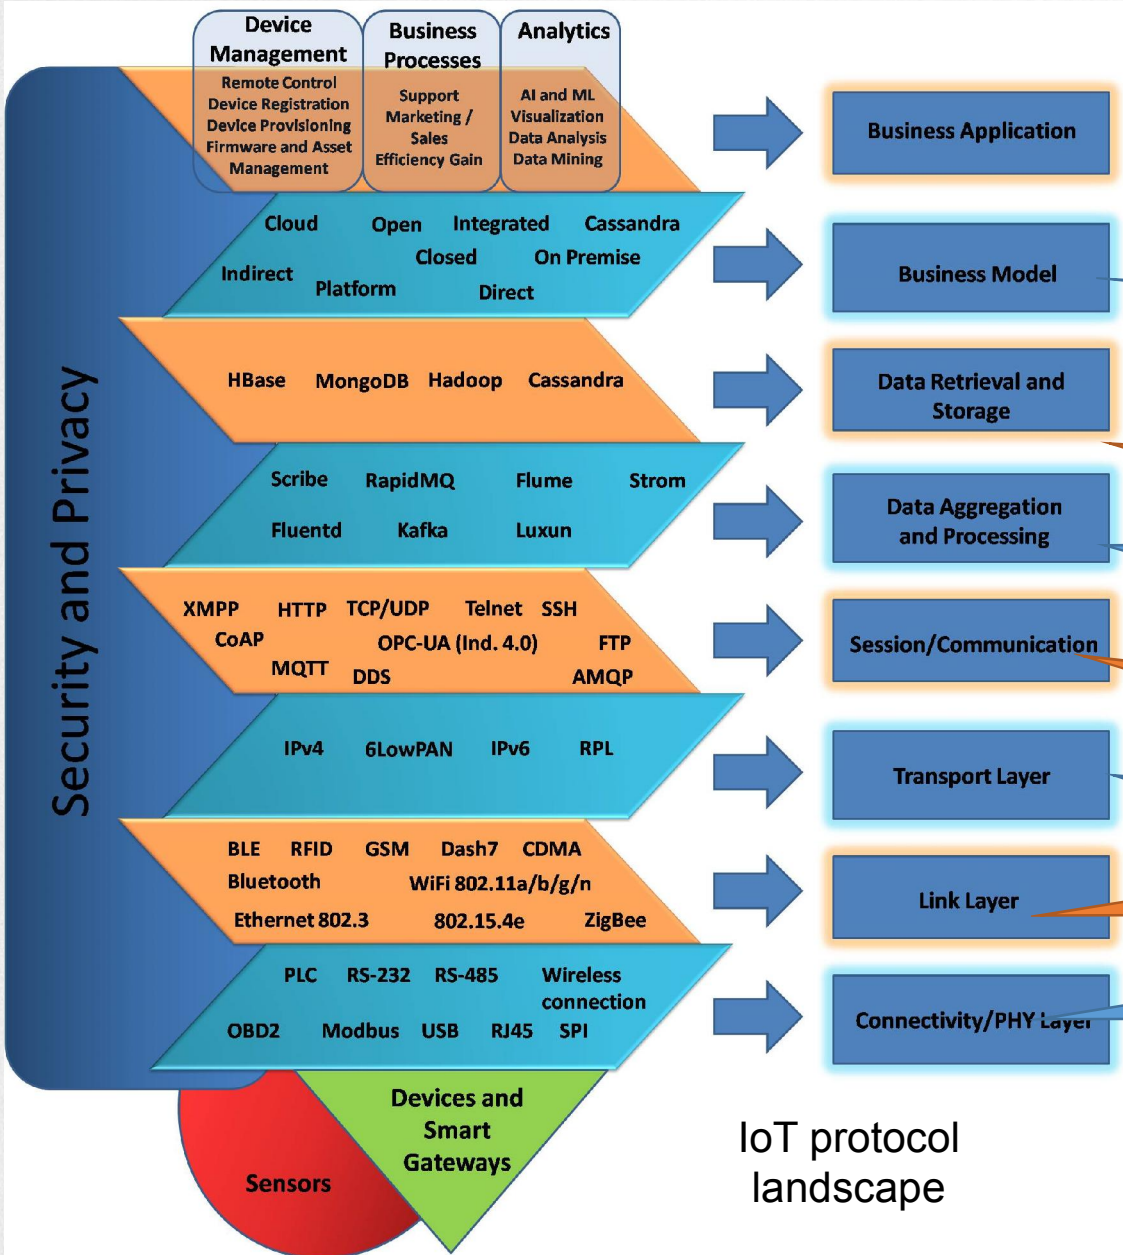 Device
Management
Remote Control
Device Registration
Device Provisioning
Firmware and Asset
Management
Business
Processes
Support
Marketing /
Sales
Efficiency Gain
Analytics
AI and ML
Visualization
Data Analysis
Data Mining
Business Application
Cloud Open Integrated Cassandra
Closed On Premise
Indirect
Platform Direct
Business Model
HBase MongoDB Hadoop Cassandra
Data Retrieval and
Storage
Scribe RapidMQ Flume Strom
Fluentd Kafka Luxun
Data Aggregation
and Processing
XMPP HTTP TCP/UDP Telnet SSH
CoAP OPC-UA (Ind. 4.0) FTP
MQTT DDS AMQP
Session/Communication
IPv4 6LowPAN IPv6 RPL
Transport Layer
BLE RFID GSM Dash7 CDMA
Bluetooth WiFi 802.11a/b/g/n
Ethernet 802.3 802.15.4e ZigBee
Link Layer
PLC RS-232 RS-485 Wireless
connection
OBD2 Modbus USB RJ45 SPI
Connectivity/PHY Layer
Security and Privacy
Devices and
Smart
Gateways
Sensors
IoT protocol
landscape